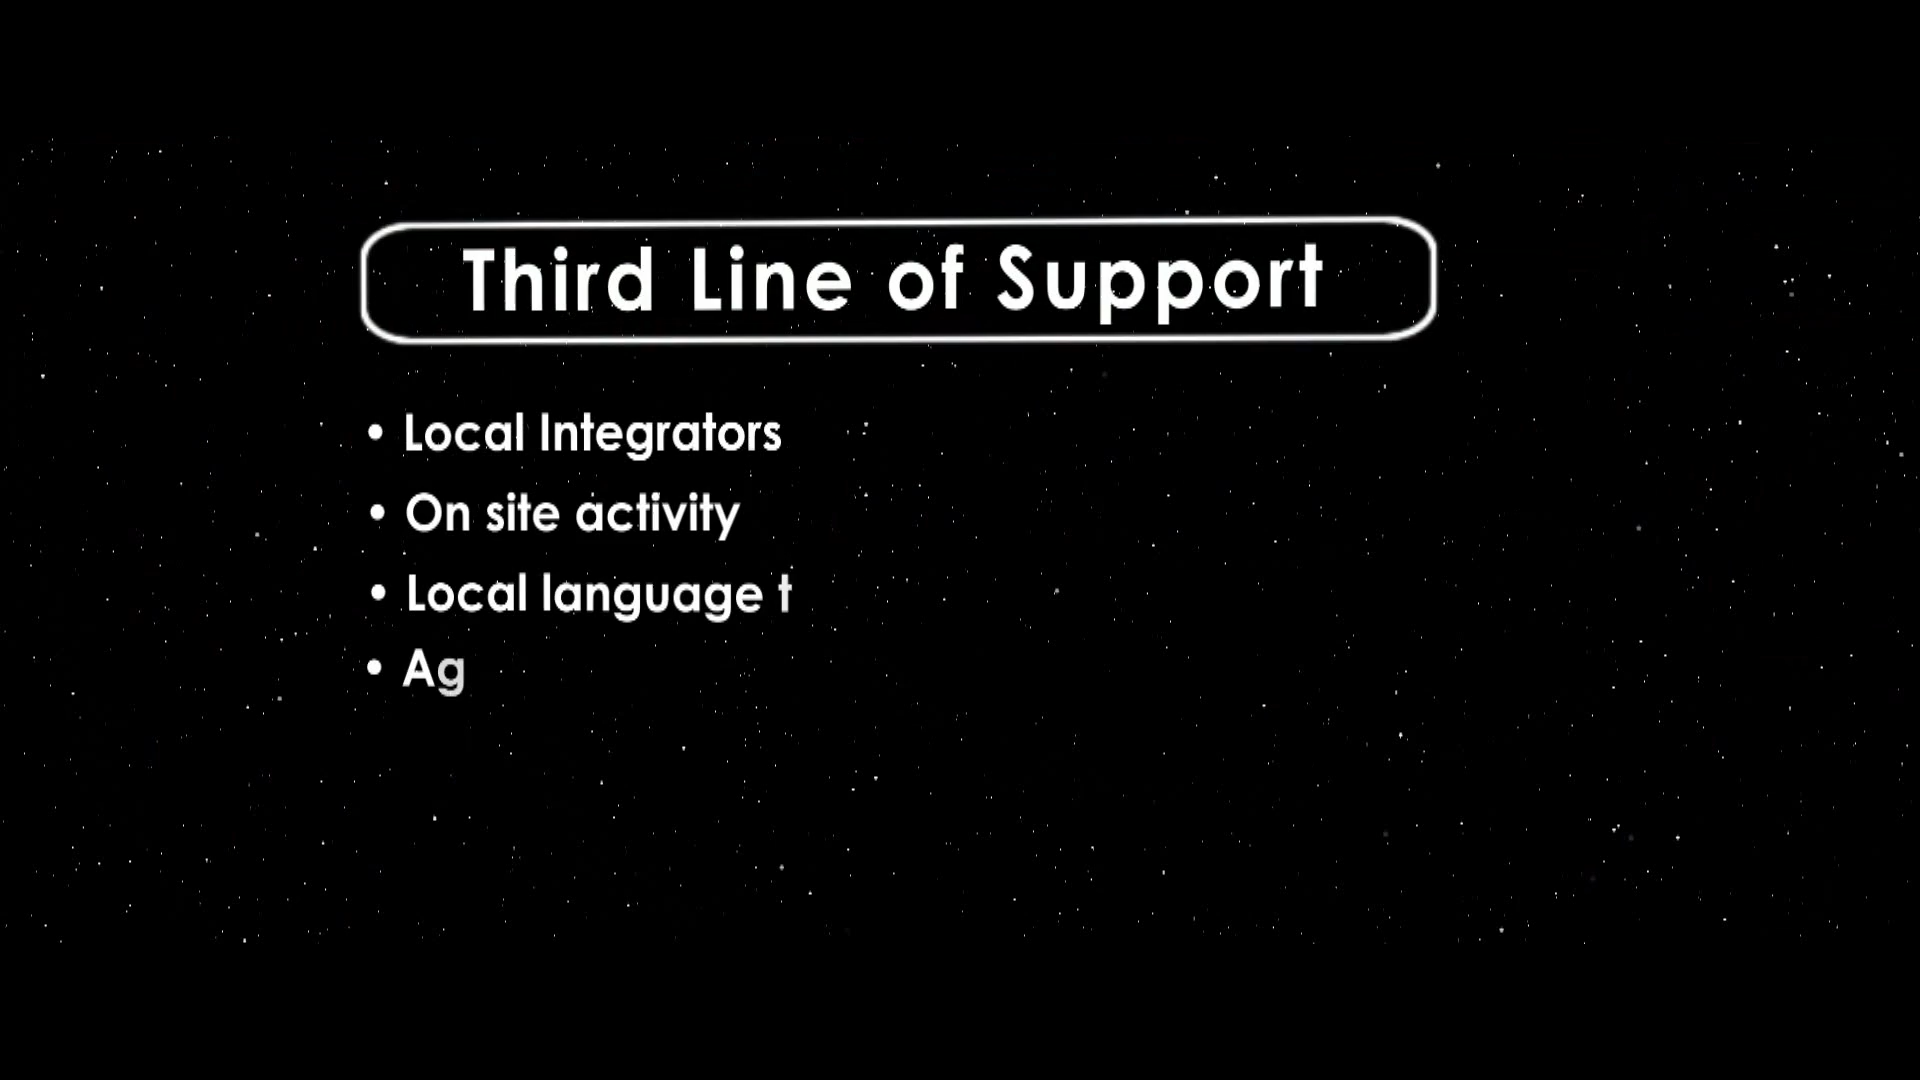 Third Line of Support
• Local Integrators
• On site activity
• Local language t
• Ag